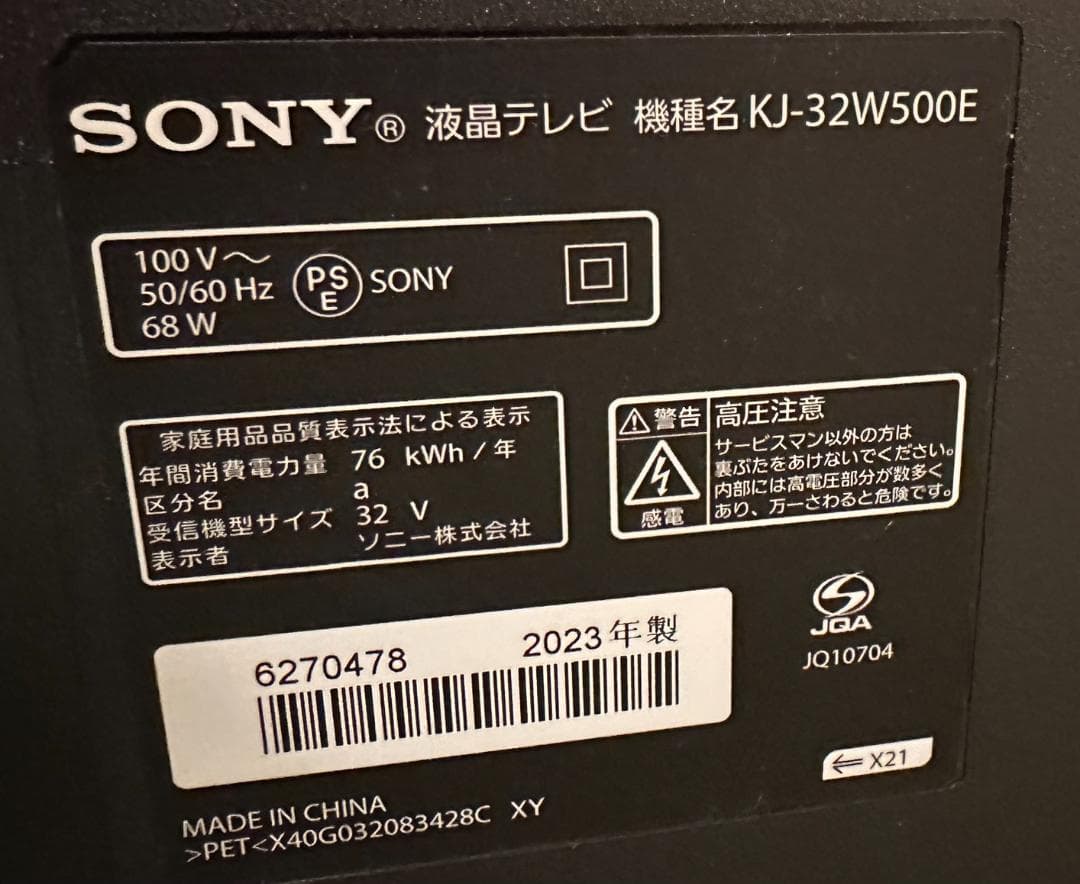 SONY® 液晶テレビ 機種名 KJ-32W500E
100 V～
50/60 Hz
68 W
PS
E
SONY
家庭用品品質表示法による表示
年間消費電力量 76 kWh / 年
区分名 a
受信機型サイズ 32 V
表示者 ソニー株式会社
警告
感電
高圧注意
サービスマン以外の方は
裏ぶたをあけないでください。
内部には高電圧部分が数多く
あり、万一さわると危険です。
6270478 2023年製
JQA
JQ10704
⇐ X21
MADE IN CHINA
>PET<X40G032083428C XY